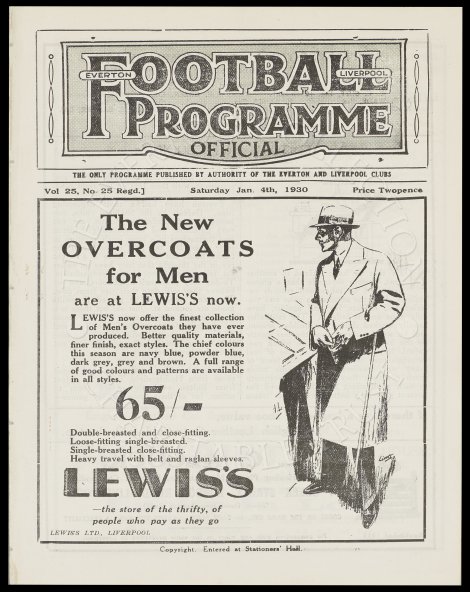 EVERTON LIVERPOOL
FOOTBALL
PROGRAMME
OFFICIAL
THE ONLY PROGRAMME PUBLISHED BY AUTHORITY OF THE EVERTON AND LIVERPOOL CLUBS
Vol 25, No. 25 Regd.] Saturday Jan. 4th, 1930 Price Twopence
The New
OVERCOATS
for Men
are at LEWIS'S now.
LEWIS'S now offer the finest collection
of Men's Overcoats they have ever
produced. Better quality materials,
finer finish, exact styles. The chief colours
this season are navy blue, powder blue,
dark grey, grey and brown. A full range
of good colours and patterns are available
in all styles.
65/-
Double-breasted and close-fitting.
Loose-fitting single-breasted.
Single-breasted close-fitting.
Heavy travel with belt and raglan sleeves.
LEWIS'S
—the store of the thrifty, of
people who pay as they go
LEWIS'S LTD., LIVERPOOL
Copyright. Entered at Stationers' Hall.